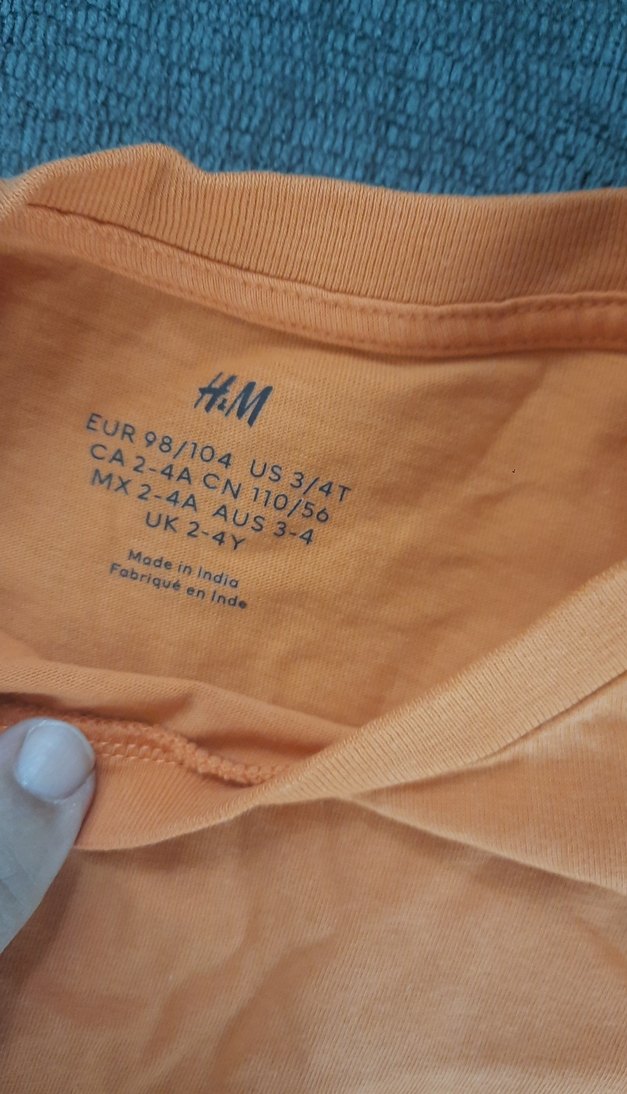 H&M
EUR 98/104 US 3/4T
CA 2-4A CN 110/56
MX 2-4A AUS 3-4
UK 2-4Y
Made in India
Fabriqué en Inde